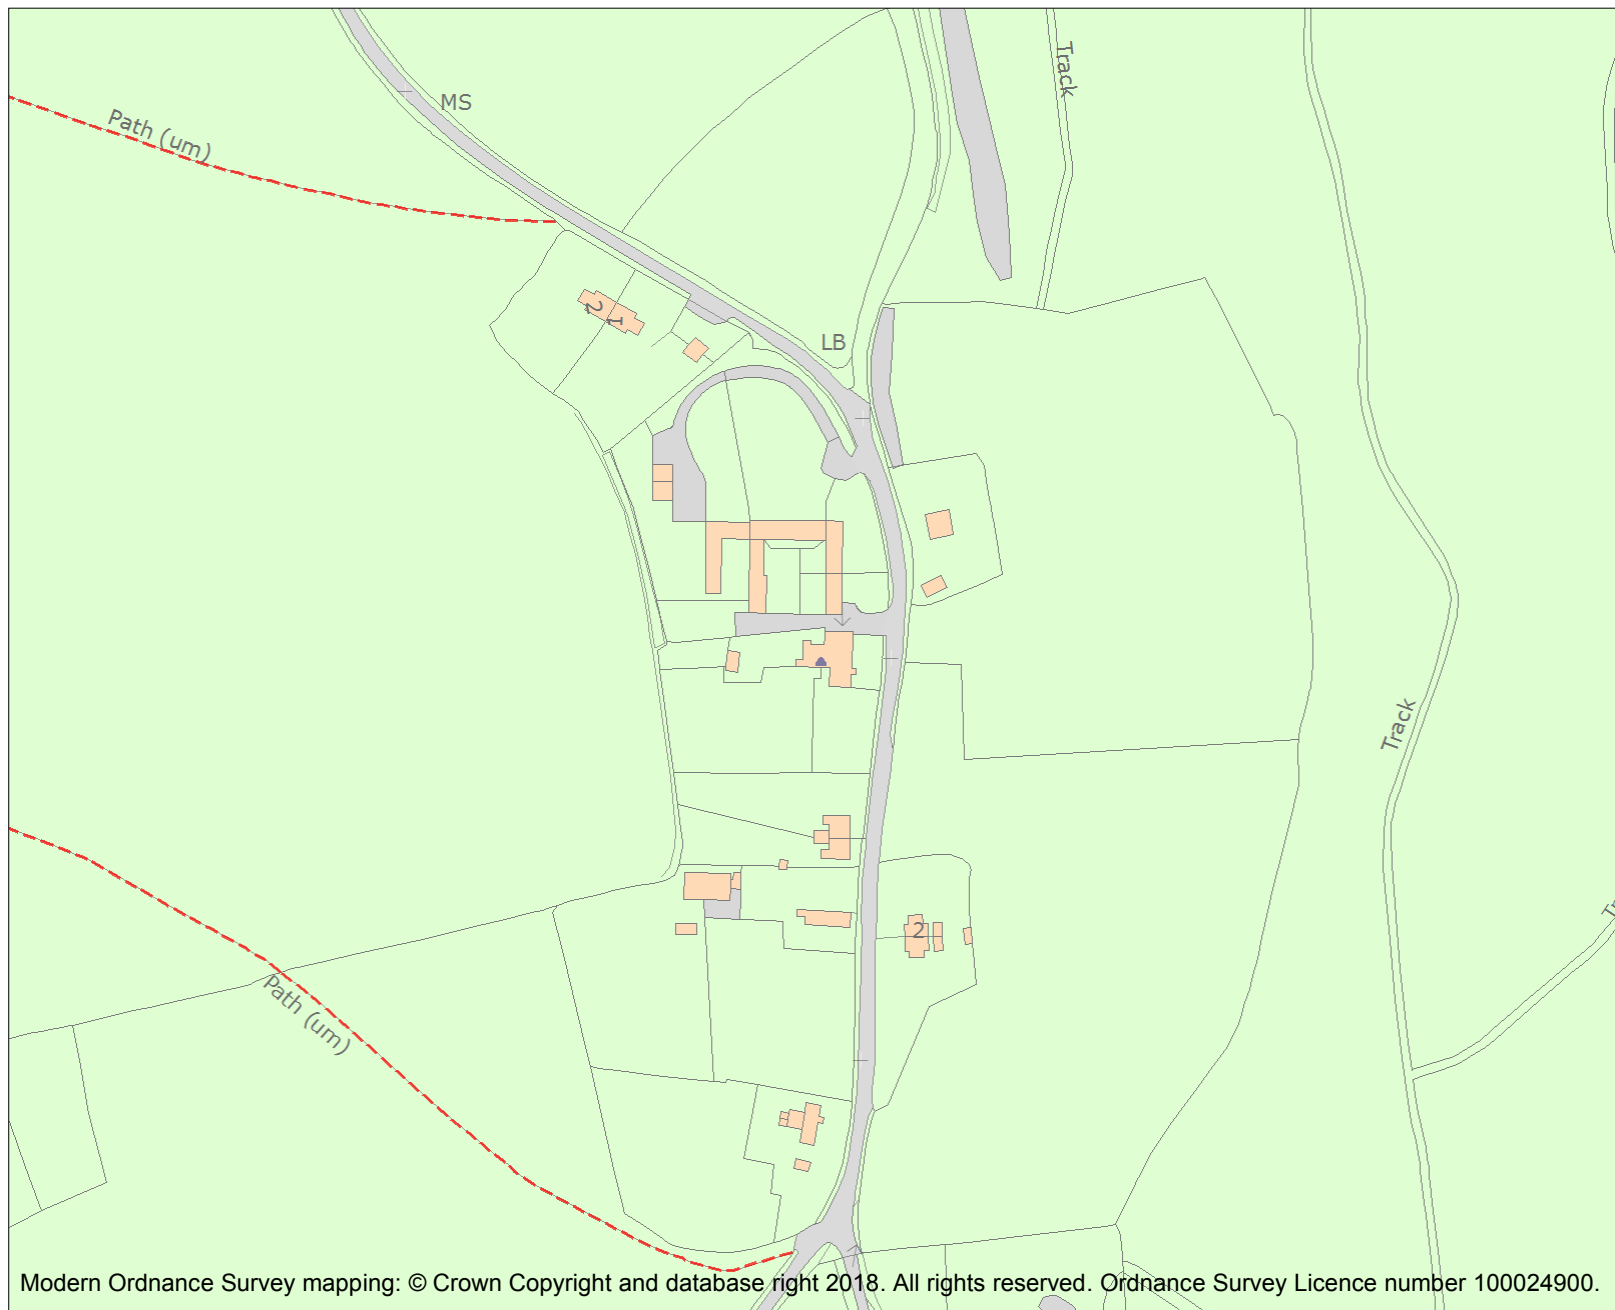 Track
MS
Path (um)
2
1
LB
Track
Tr
2
Path (um)
Modern Ordnance Survey mapping: © Crown Copyright and database right 2018. All rights reserved. Ordnance Survey Licence number 100024900.